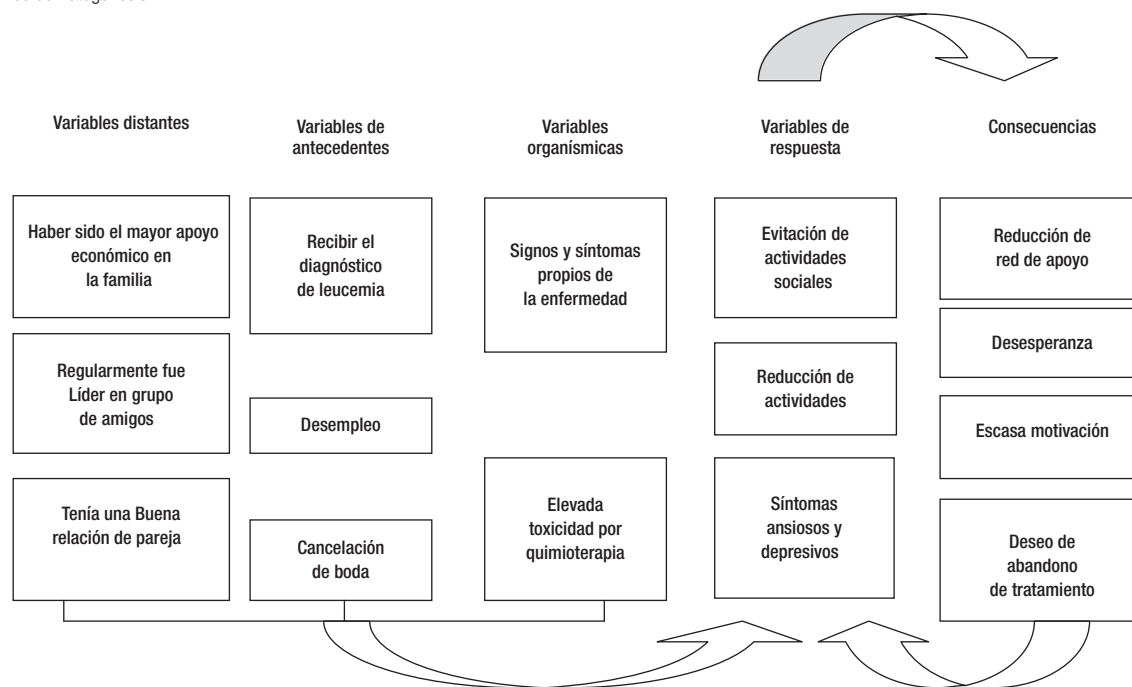 Variables distantes
Variables de
antecedentes
Variables
organísmicas
Variables de
respuesta
Consecuencias
Haber sido el mayor apoyo
económico en
la familia
Regularmente fue
Líder en grupo
de amigos
Tenía una Buena
relación de pareja
Recibir el
diagnóstico
de leucemia
Desempleo
Cancelación
de boda
Signos y síntomas
propios de
la enfermedad
Elevada
toxicidad por
quimioterapia
Evitación de
actividades
sociales
Reducción de
actividades
Síntomas
ansiosos y
depresivos
Reducción de
red de apoyo
Desesperanza
Escasa motivación
Deseo de
abandono
de tratamiento